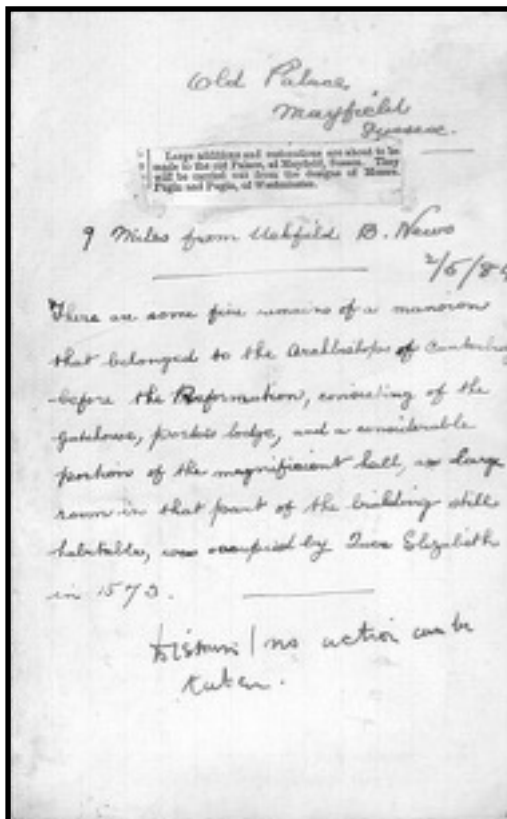 Old Palace,
Mayfield
Sussex.
Large additions and restorations are about to be
made to the old Palace, at Mayfield, Sussex. They
will be carried out from the designs of Messrs.
Pugin and Pugin, of Westminster.
9 Miles from Uckfield B. News
2/5/84
There are some fine remains of a mansion
that belonged to the Archbishops of Canterbury
before the Reformation, consisting of the
gatehouse, porter's lodge, and a considerable
portion of the magnificent hall, a large
room in that part of the building still
habitable, was occupied by Queen Elizabeth
in 1573.
no action can be
taken.